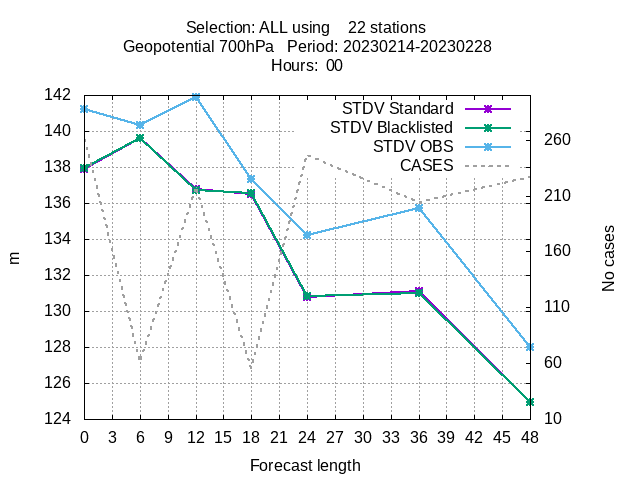 Selection: ALL using    22 stations
Geopotential 700hPa   Period: 20230214-20230228
Hours:  00
142
140
138
136
134
132
130
128
126
124
m
STDV Standard
STDV Blacklisted
STDV OBS
CASES
260
210
160
110
60
10
No cases
0 3 6 9 12 15 18 21 24 27 30 33 36 39 42 45 48
Forecast length